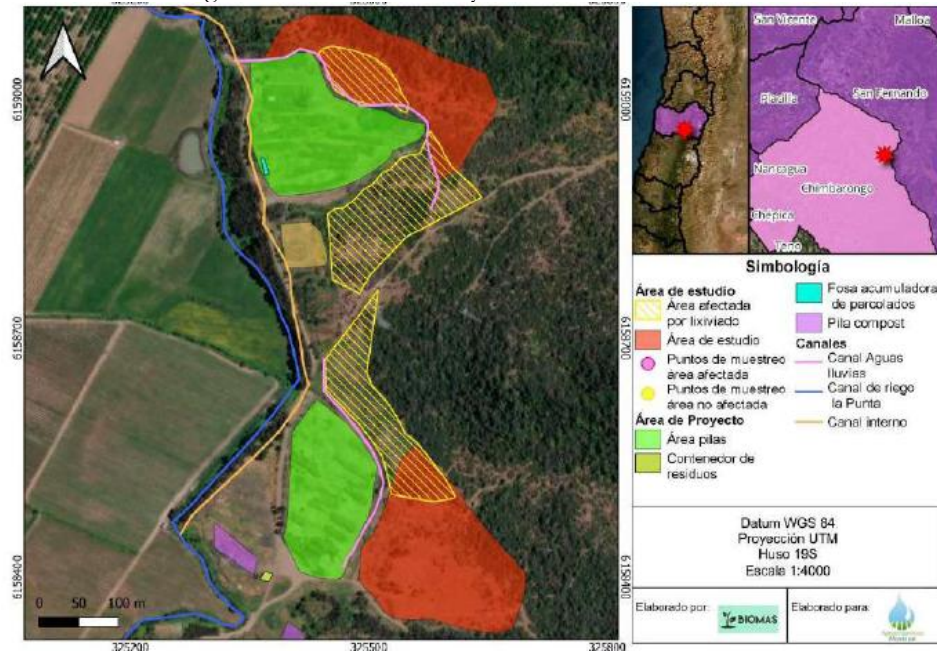 325200
325500
325800
6159000
6159000
San Vicente
Malloa
Placilla
San Fernando
Nancagua
Chimbarongo
Chépica
Teno
6158700
6158700
6158400
6158400
0 50 100 m
325200
325500
325800
Simbología
Área de estudio
Área afectada
por lixiviado
Área de estudio
Puntos de muestreo
área afectada
Puntos de muestreo
área no afectada
Área de Proyecto
Área pilas
Contenedor de
residuos
Fosa acumuladora
de percolados
Pila compost
Canales
Canal Aguas
lluvias
Canal de riego
la Punta
Canal interno
Datum WGS 84
Proyección UTM
Huso 19S
Escala 1:4000
Elaborado por:
BIOMAS
Elaborado para: